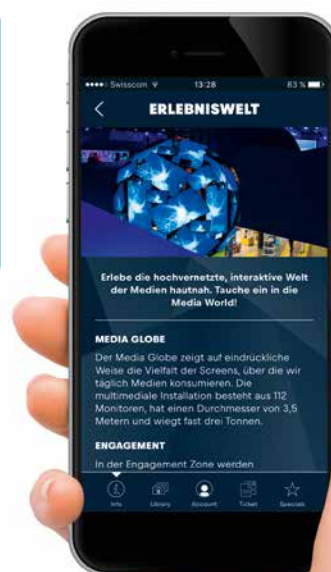 Swisscom 13:28 83 %
ERLEBNISWELT
Erlebe die hochvernetzte, interaktive Welt
der Medien hautnah. Tauche ein in die
Media World!
MEDIA GLOBE
Der Media Globe zeigt auf eindrückliche
Weise die Vielfalt der Screens, über die wir
täglich Medien konsumieren. Die
multimediale Installation besteht aus 112
Monitoren, hat einen Durchmesser von 3,5
Metern und wiegt fast drei Tonnen.
ENGAGEMENT
In der Engagement Zone werden
Info Library Account Ticket Specials